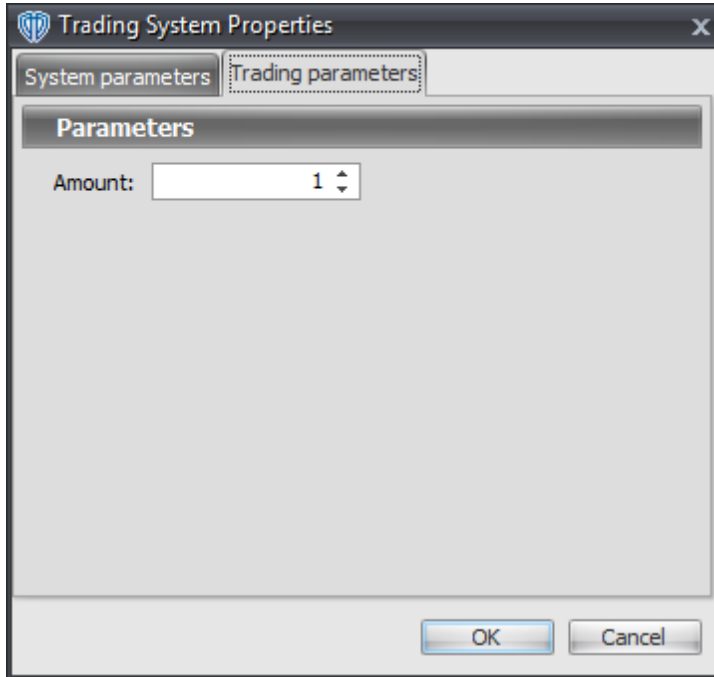 Trading System Properties
System parameters Trading parameters
Parameters
Amount: 1
OK Cancel